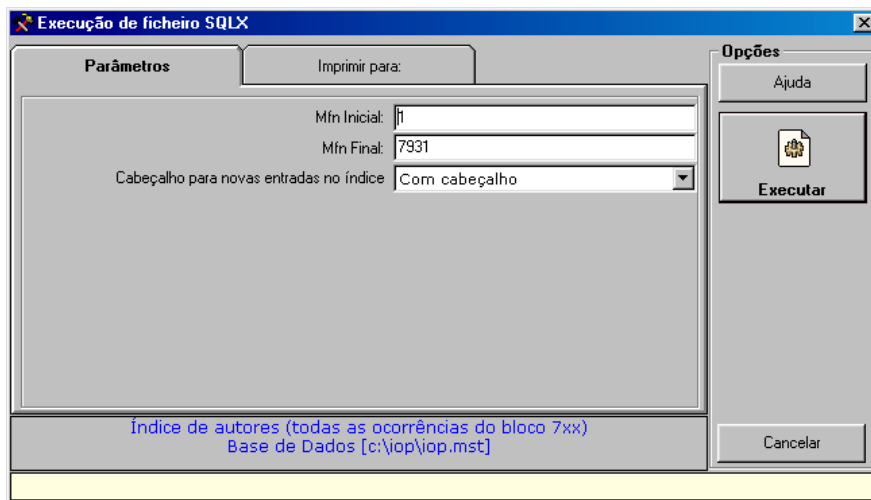 Execução de ficheiro SQLX
Parâmetros
Imprimir para:
Mfn Inicial: 1
Mfn Final: 7931
Cabeçalho para novas entradas no índice Com cabeçalho
Índice de autores (todas as ocorrências do bloco 7xx)
Base de Dados [c:\iop\iop.mst]
Opções
Ajuda
Executar
Cancelar